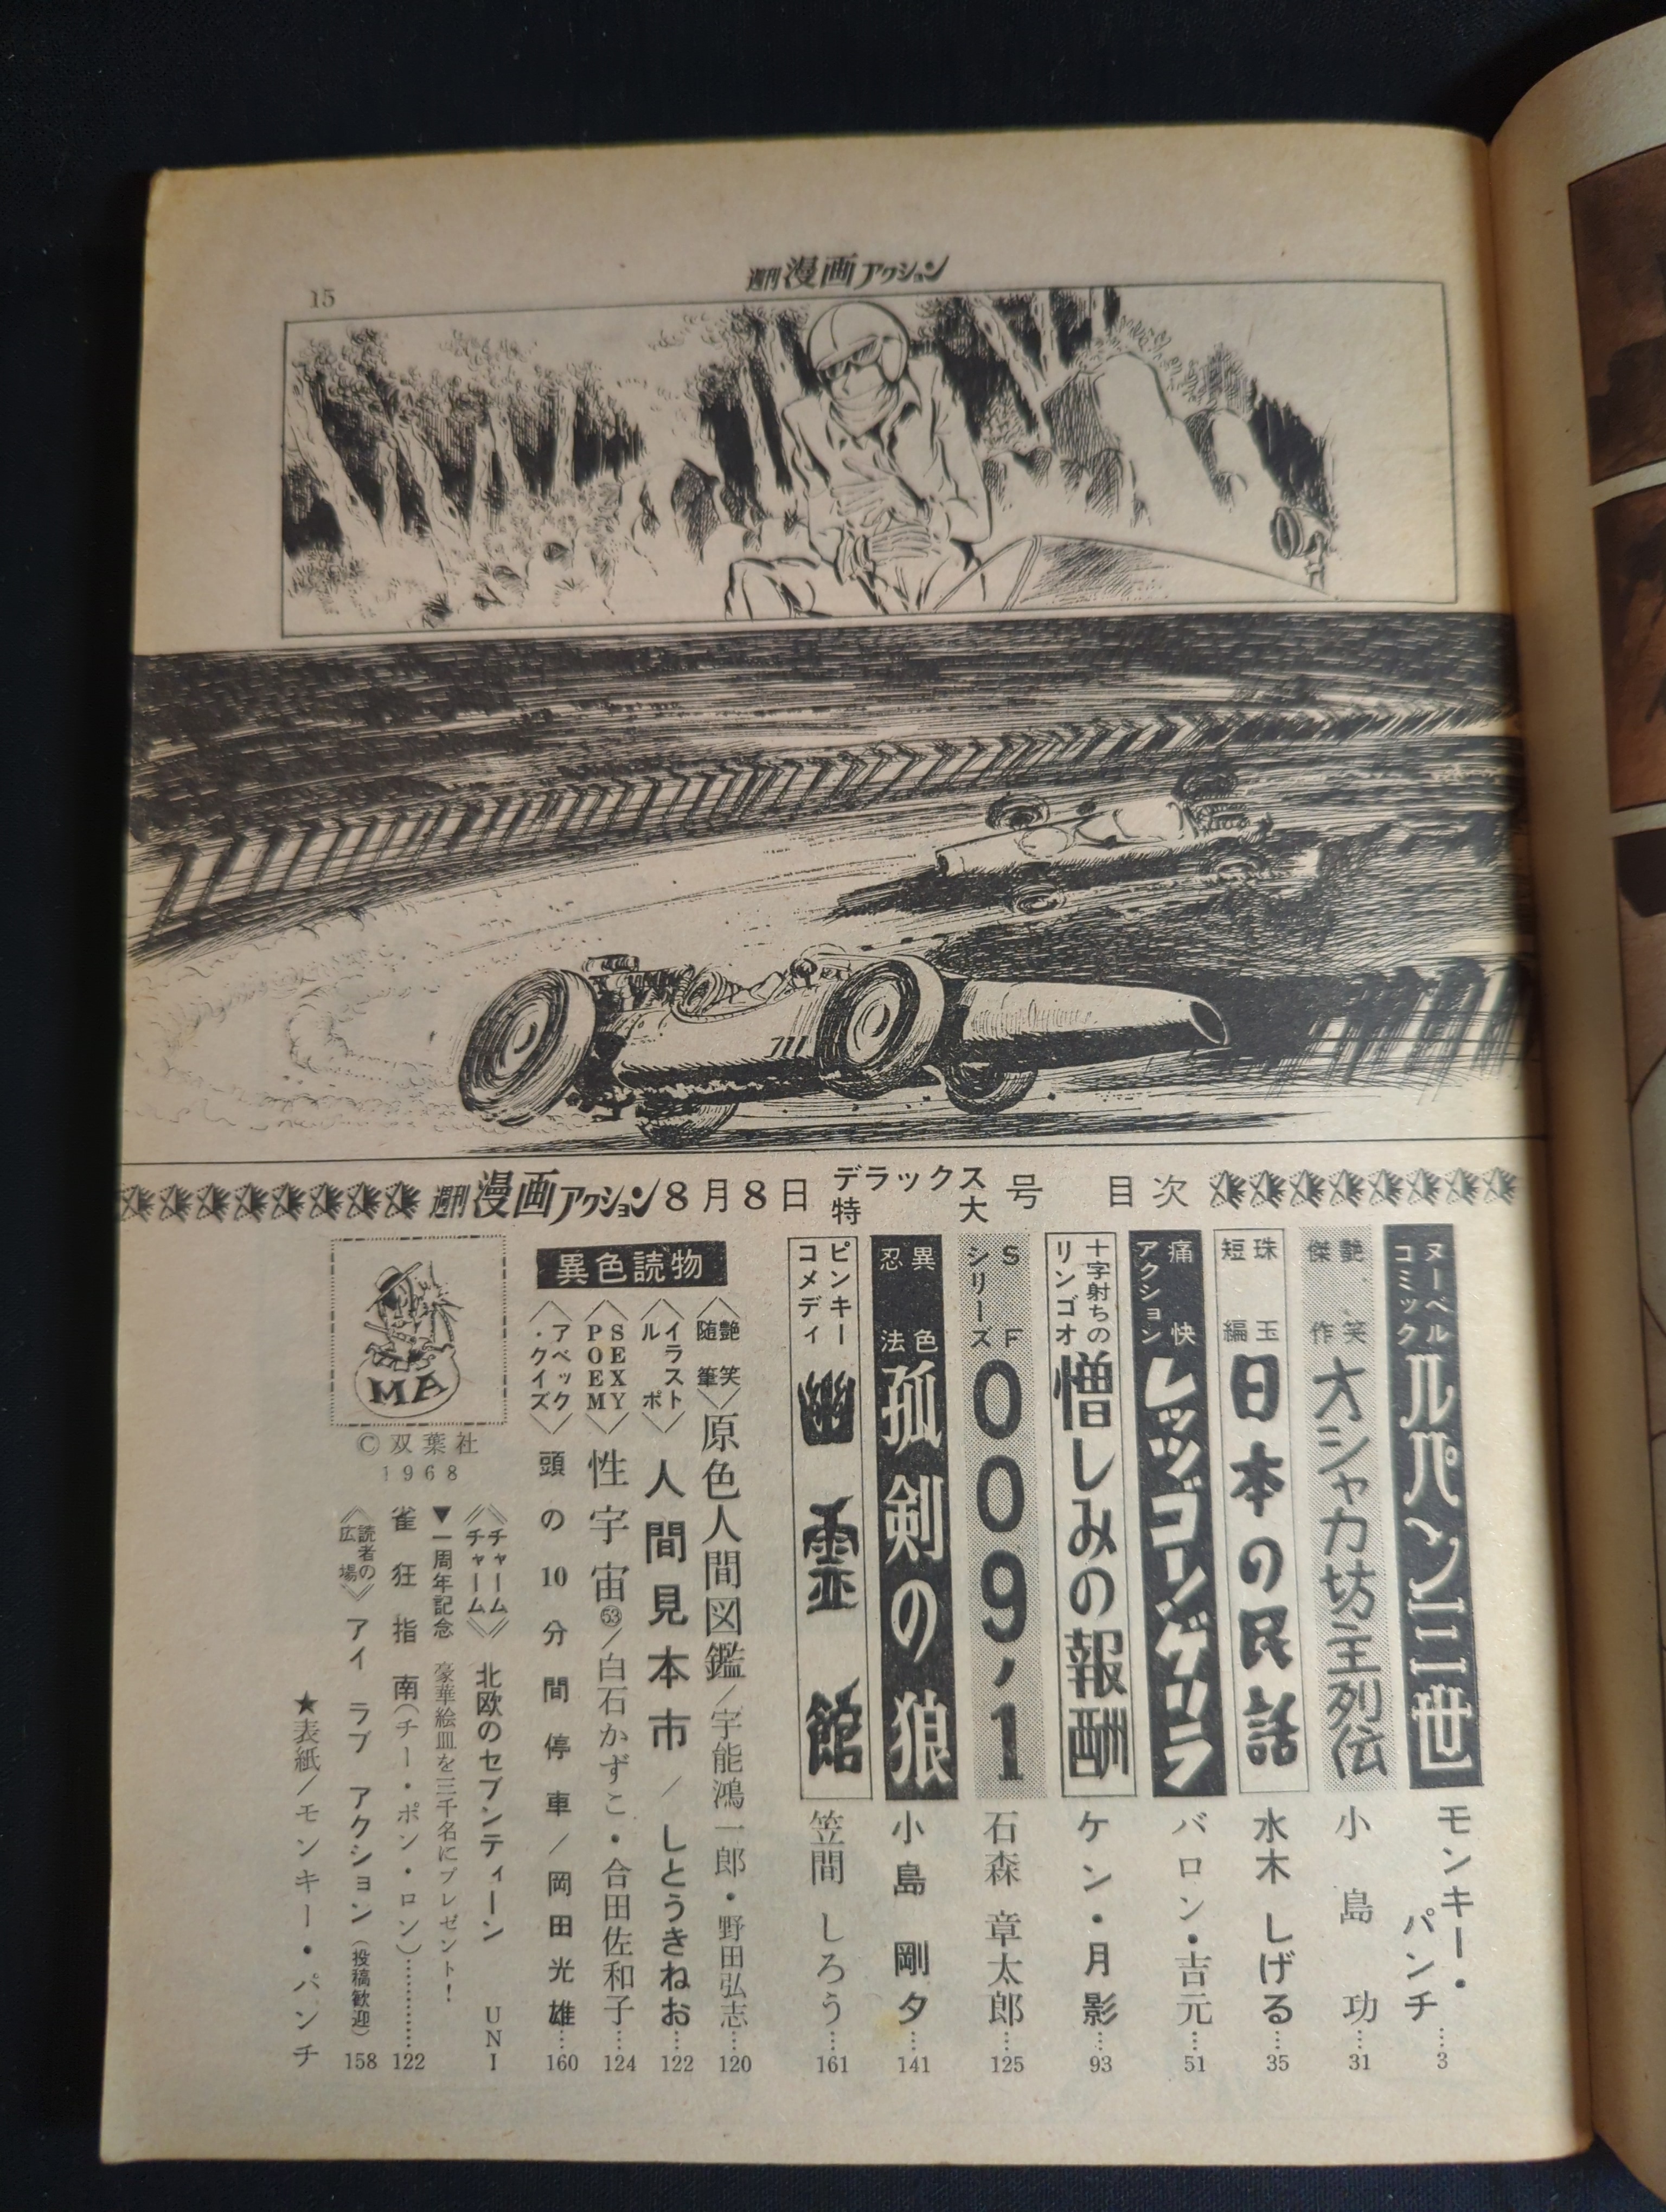 15
週刊漫画アクション
週刊漫画アクション8月8日デラックス特大号 目次
ヌーベルコミック
ルパン三世
モンキー・パンチ…3
艶笑傑作
オシャカ坊主列伝
小島功…31
珠玉短編
日本の民話
水木しげる…35
痛快アクション
レッツゴーゲリラ
バロン・吉元…51
十字射ちのリンゴオ
憎しみの報酬
ケン・月影…93
SFシリーズ
009,1
石森章太郎…125
異色忍法
孤剣の狼
小島剛夕…141
ピンキーコメディ
幽霊館
笠間しろう…161
異色読物
〈艶笑随筆〉原色人間図鑑/宇能鴻一郎・野田弘志…120
〈イラストルポ〉人間見本市/しとうきねお…122
〈SEXY POEM〉性宇宙㊼/白石かずこ・合田佐和子…124
〈アベック・クイズ〉頭の10分間停車/岡田光雄…160
MA
©双葉社
1968
《チャームチャーム》北欧のセブンティーン UNI
▼一周年記念 豪華絵皿を三千名にプレゼント!
雀狂指南(チー・ポン・ロン)…………122
《読者の広場》アイ ラブ アクション(投稿歓迎)158
★表紙/モンキー・パンチ